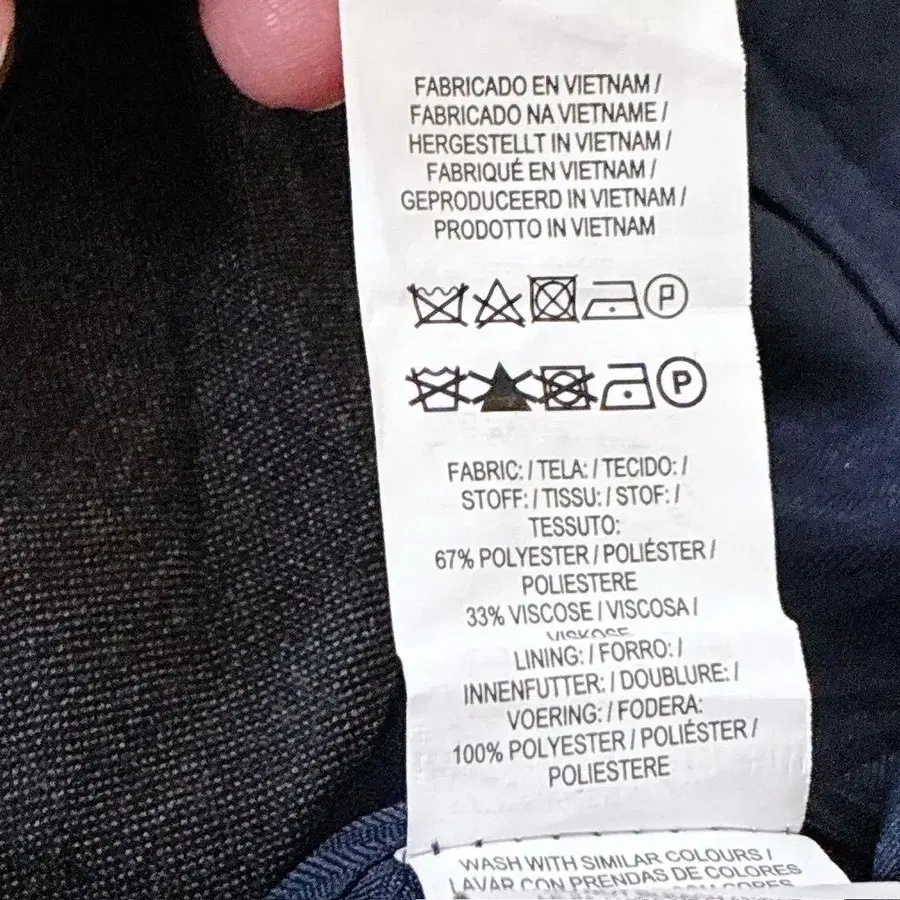 FABRICADO EN VIETNAM /
FABRICADO NA VIETNAME /
HERGESTELLT IN VIETNAM /
FABRIQUÉ EN VIETNAM /
GEPRODUCEERD IN VIETNAM /
PRODOTTO IN VIETNAM
P
P
FABRIC: / TELA: / TECIDO: /
STOFF: / TISSU: / STOF: /
TESSUTO:
67% POLYESTER / POLIÉSTER /
POLIESTERE
33% VISCOSE / VISCOSA /
VISKOSE
LINING: / FORRO: /
INNENFUTTER: / DOUBLURE: /
VOERING: / FODERA:
100% POLYESTER / POLIÉSTER /
POLIESTERE
WASH WITH SIMILAR COLOURS /
LAVAR CON PRENDAS DE COLORES